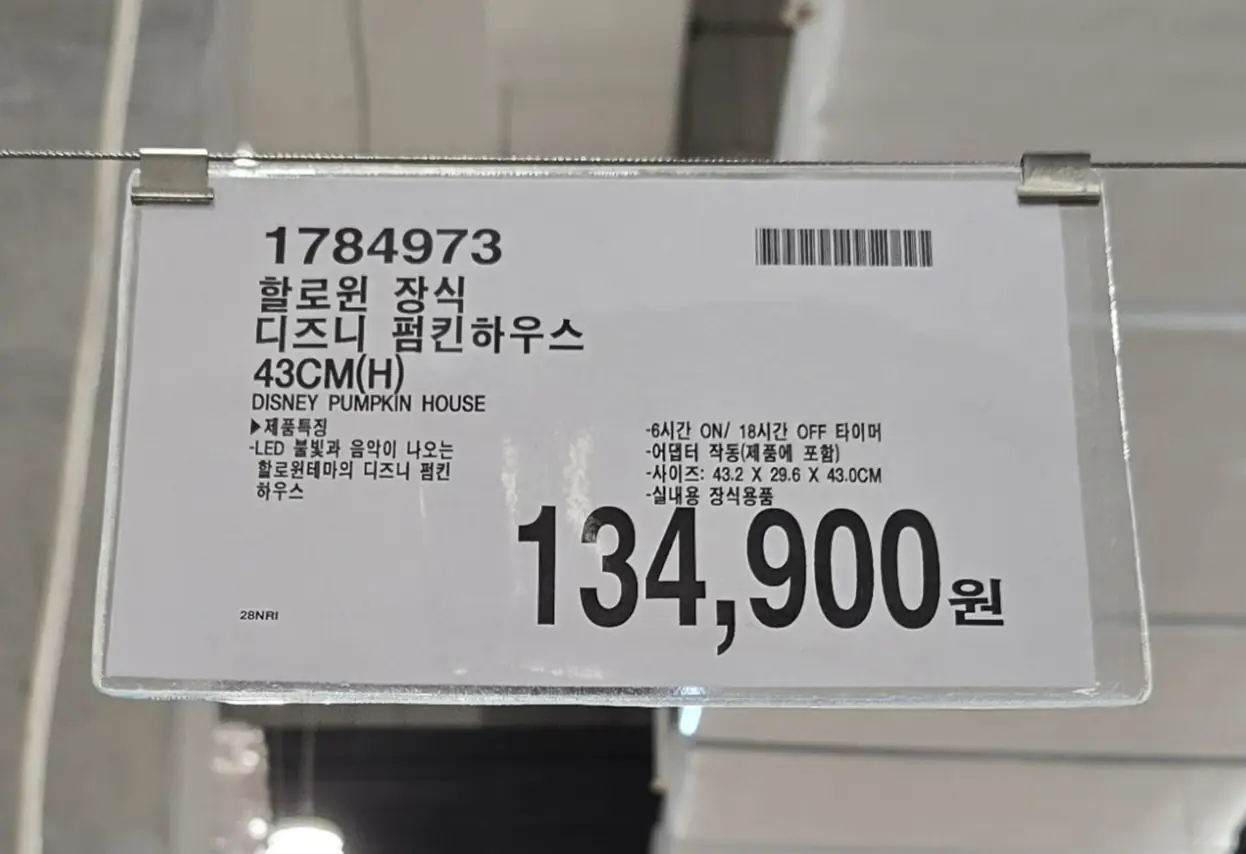 1784973
할로윈 장식
디즈니 펌킨하우스
43CM(H)
DISNEY PUMPKIN HOUSE
▶제품특징
-LED 불빛과 음악이 나오는
할로윈테마의 디즈니 펌킨
하우스
-6시간 ON/ 18시간 OFF 타이머
-어댑터 작동(제품에 포함)
-사이즈: 43.2 X 29.6 X 43.0CM
-실내용 장식용품
134,900원
28NRI